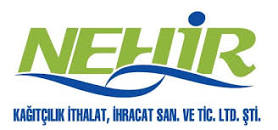 NEHİR
KAĞITÇILIK İTHALAT, İHRACAT SAN. VE TİC. LTD. ŞTİ.